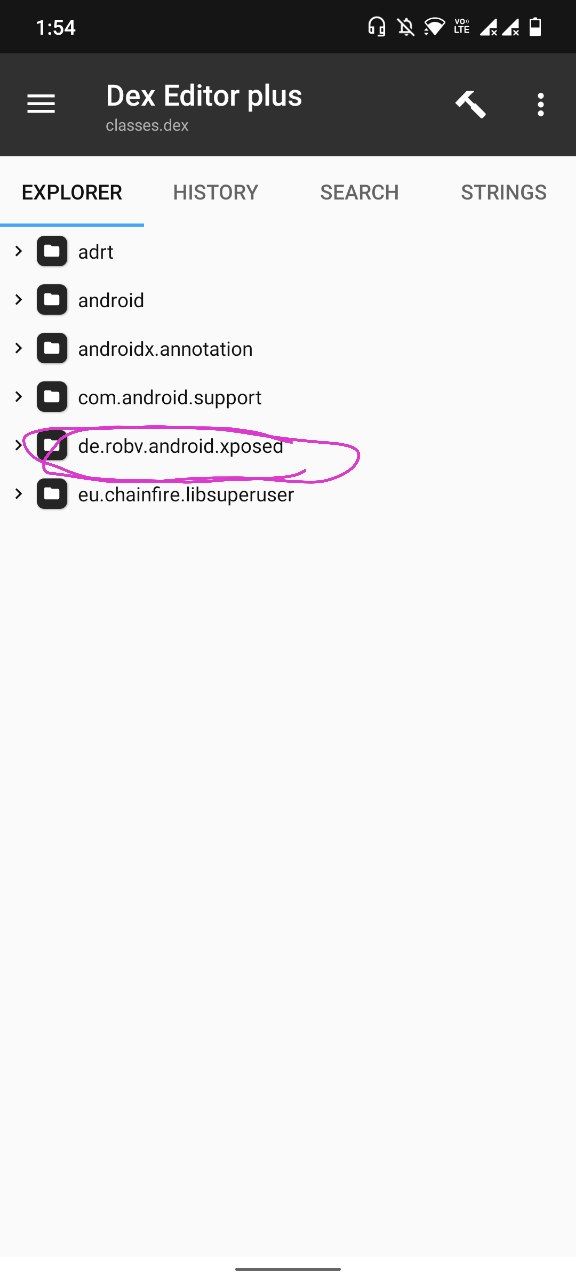 1:54
VoD LTE
Dex Editor plus
classes.dex
EXPLORER HISTORY SEARCH STRINGS
adrt
android
androidx.annotation
com.android.support
de.robv.android.xposed
eu.chainfire.libsuperuser